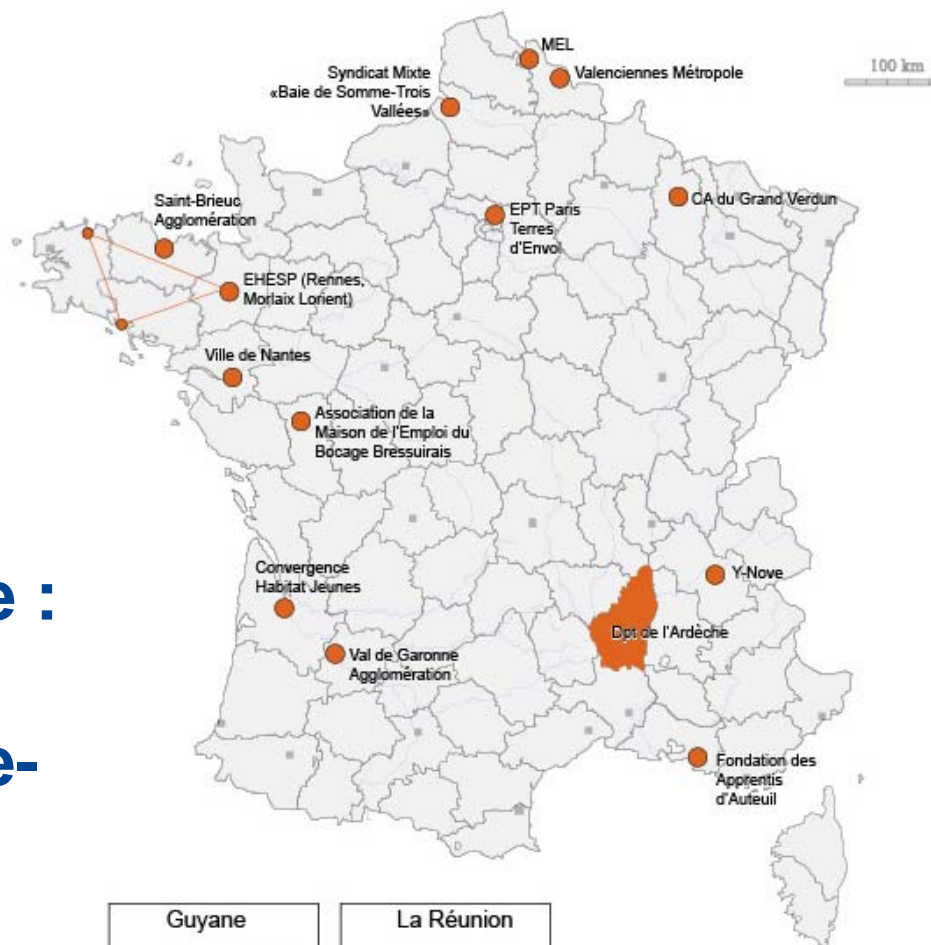 MEL
100 km
Valenciennes Métropole
Syndicat Mixte
«Baie de Somme-Trois
Vallées»
CA du Grand Verdun
Saint-Brieuc
Agglomération
EPT Paris
Terres
d'Envol
EHESP (Rennes,
Morlaix Lorient)
Ville de Nantes
Association de la
Maison de l'Emploi du
Bocage Bressuirais
Convergence
Habitat Jeunes
Y-Nove
e :
Dpt de l'Ardèche
Val de Garonne
Agglomération
e-
Fondation des
Apprentis
d'Auteuil
Guyane
La Réunion